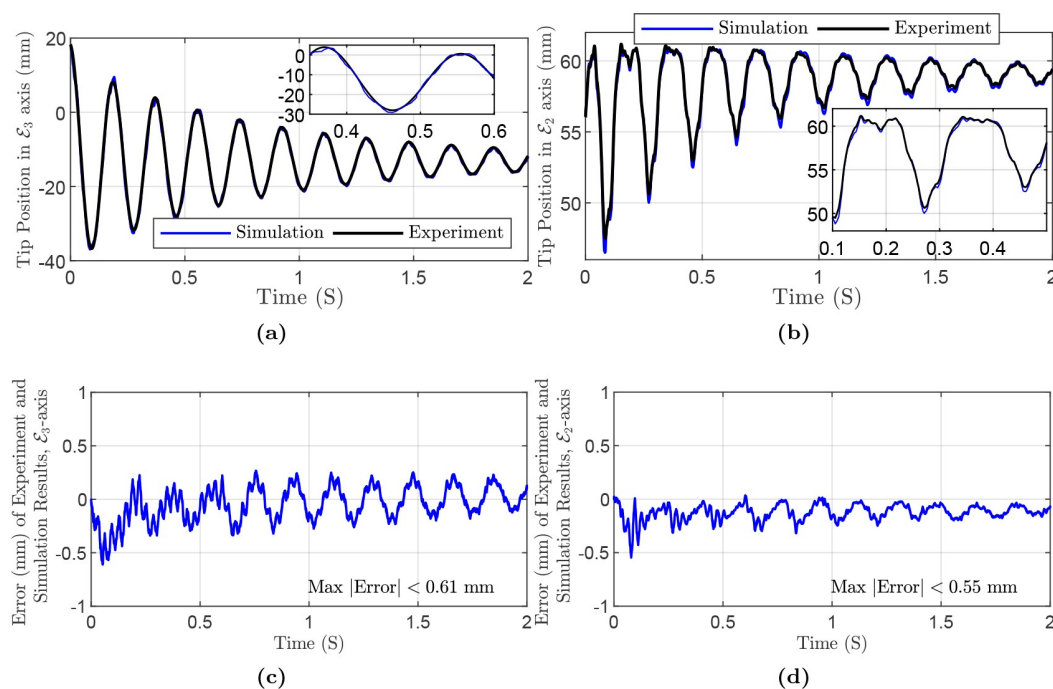 Tip Position in ℰ₃ axis (mm)
20
0
-20
-40
0
-10
-20
-30
0.4
0.5
0.6
Simulation
Experiment
0
0.5
1
1.5
2
Time (S)
(a)
Tip Position in ℰ₂ axis (mm)
Simulation
Experiment
60
55
50
60
55
50
0.1
0.2
0.3
0.4
0
0.5
1
1.5
2
Time (S)
(b)
Error (mm) of Experiment and
Simulation Results, ℰ₃-axis
1
0.5
0
-0.5
-1
Max |Error| < 0.61 mm
0
0.5
1
1.5
2
Time (S)
(c)
Error (mm) of Experiment and
Simulation Results, ℰ₂-axis
1
0.5
0
-0.5
-1
Max |Error| < 0.55 mm
0
0.5
1
1.5
2
Time (S)
(d)